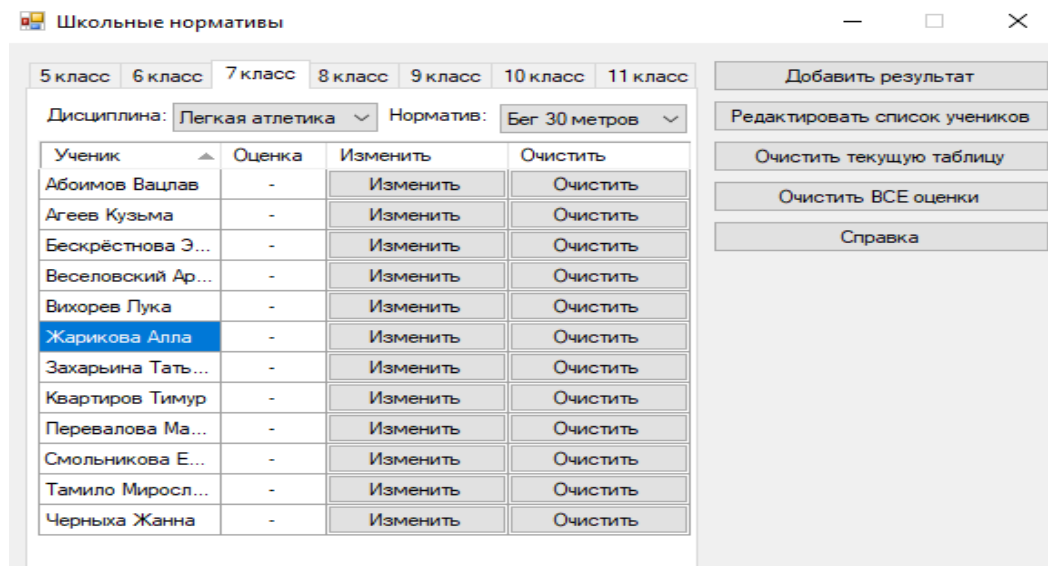 Школьные нормативы
5 класс 6 класс 7 класс 8 класс 9 класс 10 класс 11 класс
Дисциплина: Легкая атлетика Норматив: Бег 30 метров
Ученик Оценка Изменить Очистить
Абоимов Вацлав - Изменить Очистить
Агеев Кузьма - Изменить Очистить
Бескрёстнова Э... - Изменить Очистить
Веселовский Ар... - Изменить Очистить
Вихорев Лука - Изменить Очистить
Жарикова Алла - Изменить Очистить
Захарьина Тать... - Изменить Очистить
Квартиров Тимур - Изменить Очистить
Перевалова Ма... - Изменить Очистить
Смольникова Е... - Изменить Очистить
Тамило Миросл... - Изменить Очистить
Черныха Жанна - Изменить Очистить
Добавить результат
Редактировать список учеников
Очистить текущую таблицу
Очистить ВСЕ оценки
Справка